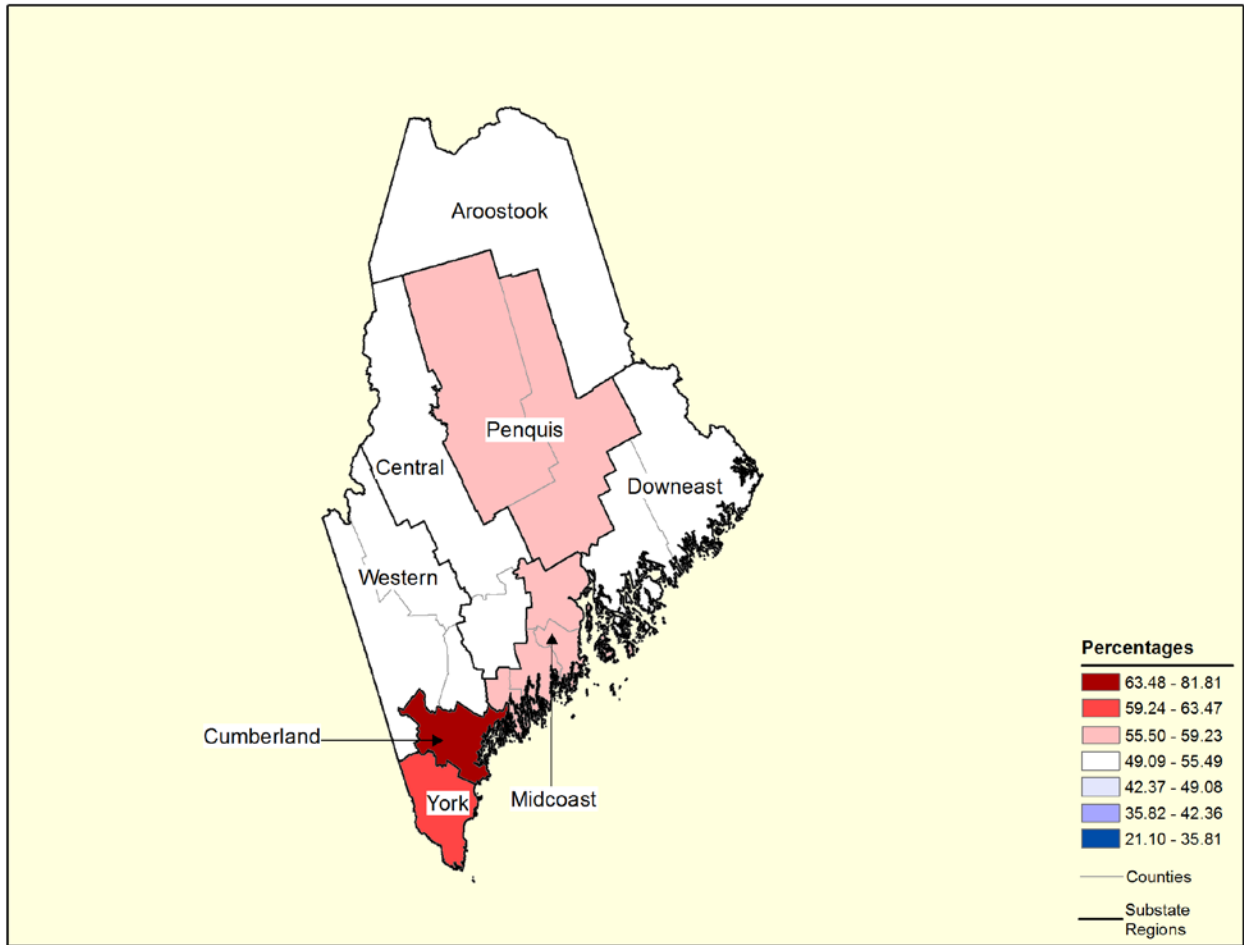 Aroostook
Penquis
Central
Downeast
Western
Cumberland
York
Midcoast
Percentages
63.48 - 81.81
59.24 - 63.47
55.50 - 59.23
49.09 - 55.49
42.37 - 49.08
35.82 - 42.36
21.10 - 35.81
Counties
Substate
Regions